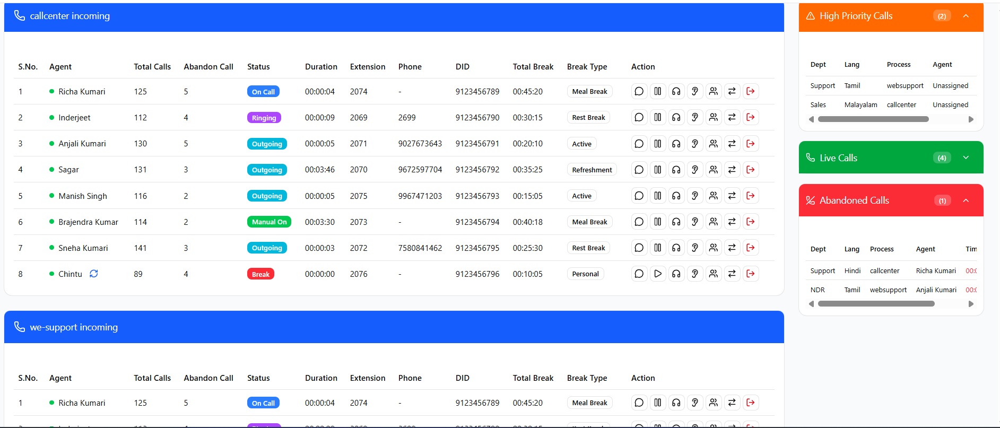 callcenter incoming
S.No. Agent Total Calls Abandon Call Status Duration Extension Phone DID Total Break Break Type Action
1 Richa Kumari 125 5 On Call 00:00:04 2074 - 9123456789 00:45:20 Meal Break
2 Inderjeet 112 4 Ringing 00:00:09 2069 2699 9123456790 00:30:15 Rest Break
3 Anjali Kumari 130 5 Outgoing 00:00:05 2071 9027673643 9123456791 00:20:10 Active
4 Sagar 131 3 Outgoing 00:03:46 2070 9672597704 9123456792 00:35:25 Refreshment
5 Manish Singh 116 2 Outgoing 00:00:05 2075 9967471203 9123456793 00:15:05 Active
6 Brajendra Kumar 114 2 Manual On 00:03:30 2073 - 9123456794 00:40:18 Meal Break
7 Sneha Kumari 141 3 Outgoing 00:00:03 2072 7580841462 9123456795 00:25:30 Rest Break
8 Chintu 89 4 Break 00:00:00 2076 - 9123456796 00:10:05 Personal
we-support incoming
S.No. Agent Total Calls Abandon Call Status Duration Extension Phone DID Total Break Break Type Action
1 Richa Kumari 125 5 On Call 00:00:04 2074 - 9123456789 00:45:20 Meal Break
High Priority Calls (2)
Dept Lang Process Agent
Support Tamil websupport Unassigned
Sales Malayalam callcenter Unassigned
Live Calls (4)
Abandoned Calls (1)
Dept Lang Process Agent Tim
Support Hindi callcenter Richa Kumari 00:0
NDR Tamil websupport Anjali Kumari 00:0